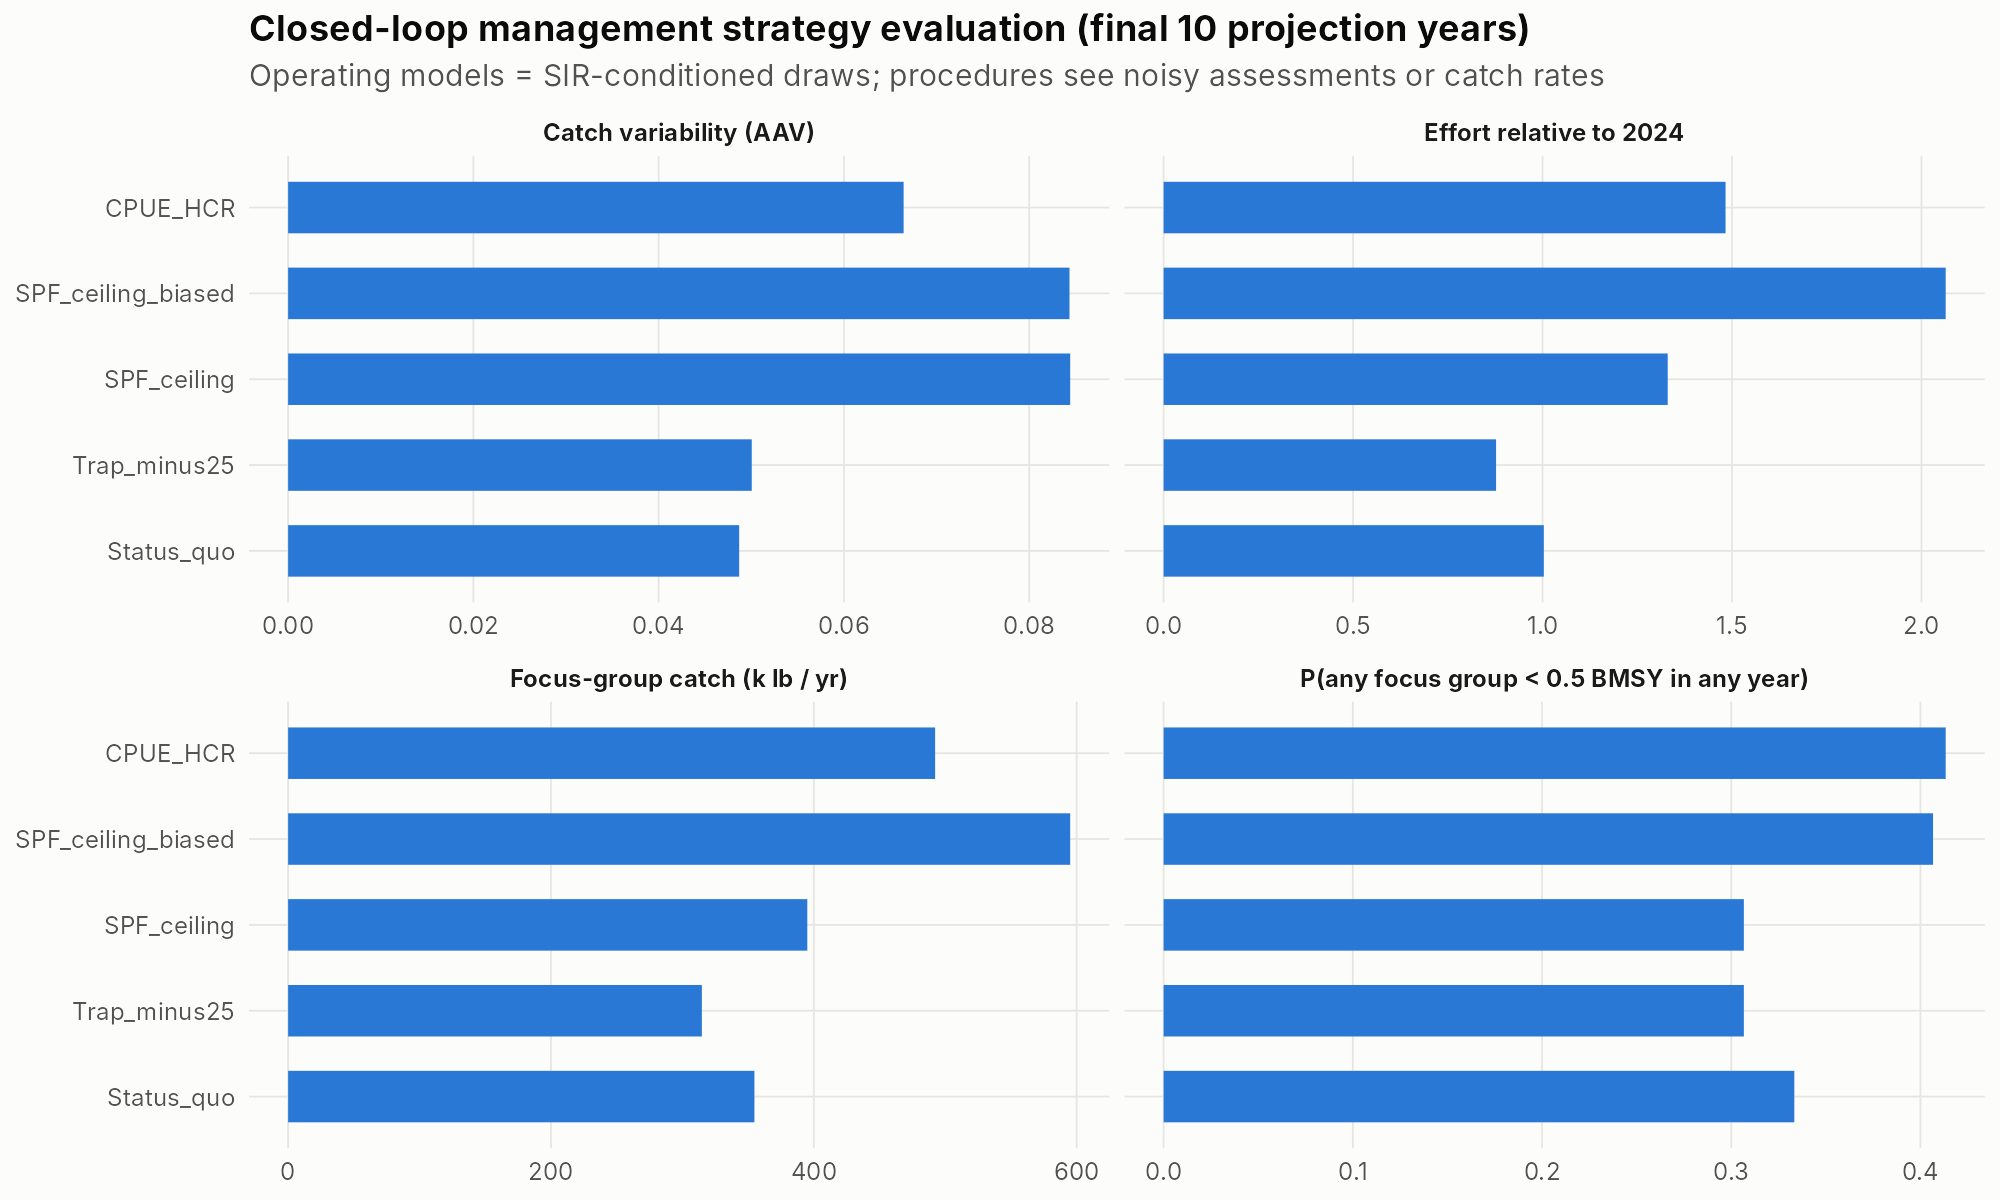 Closed-loop management strategy evaluation (final 10 projection years)
Operating models = SIR-conditioned draws; procedures see noisy assessments or catch rates
Catch variability (AAV)
CPUE_HCR
SPF_ceiling_biased
SPF_ceiling
Trap_minus25
Status_quo
0.00 0.02 0.04 0.06 0.08
Effort relative to 2024
0.0 0.5 1.0 1.5 2.0
Focus-group catch (k lb / yr)
CPUE_HCR
SPF_ceiling_biased
SPF_ceiling
Trap_minus25
Status_quo
0 200 400 600
P(any focus group < 0.5 BMSY in any year)
0.0 0.1 0.2 0.3 0.4